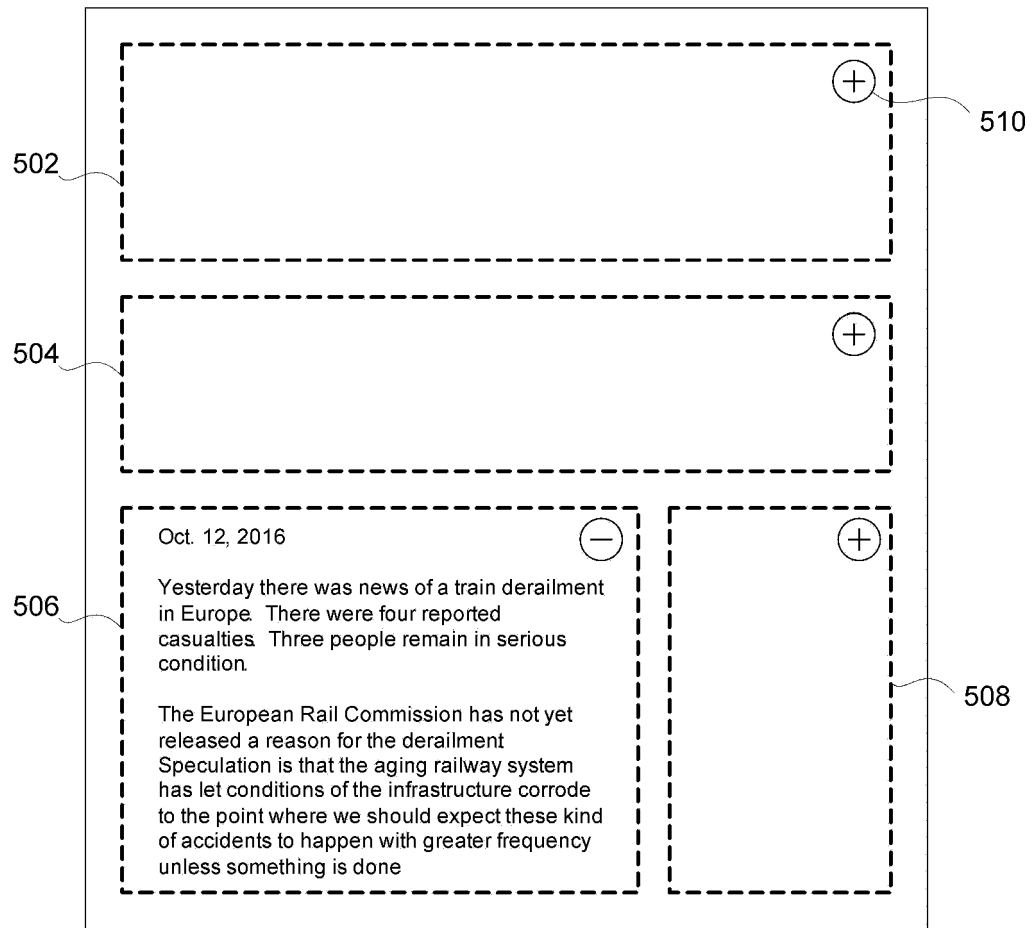 510
502
504
Oct. 12, 2016
Yesterday there was news of a train derailment
in Europe. There were four reported
casualties. Three people remain in serious
condition.
506
508
The European Rail Commission has not yet
released a reason for the derailment
Speculation is that the aging railway system
has let conditions of the infrastructure corrode
to the point where we should expect these kind
of accidents to happen with greater frequency
unless something is done